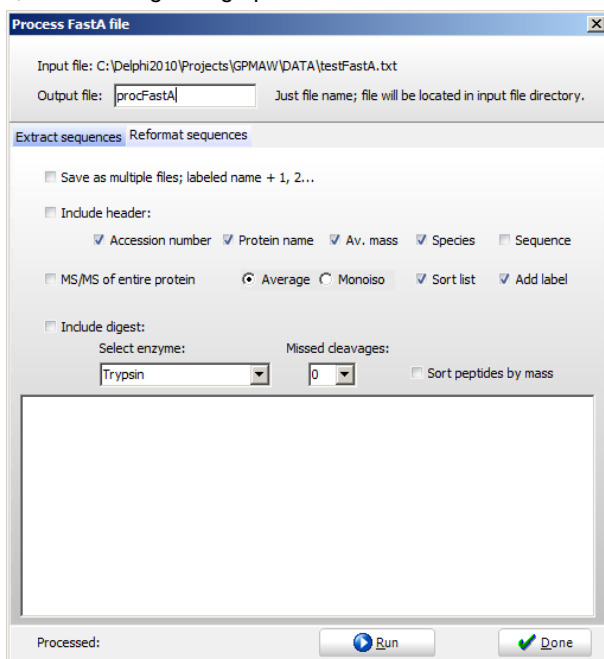 Process FastA file
Input file: C:\Delphi2010\Projects\GPMAW\DATA\testFastA.txt
Output file: procFastA Just file name; file will be located in input file directory.
Extract sequences Reformat sequences
Save as multiple files; labeled name + 1, 2...
Include header:
Accession number Protein name Av. mass Species Sequence
MS/MS of entire protein Average Monoiso Sort list Add label
Include digest:
Select enzyme: Missed cleavages:
Trypsin 0 Sort peptides by mass
Processed: Run Done